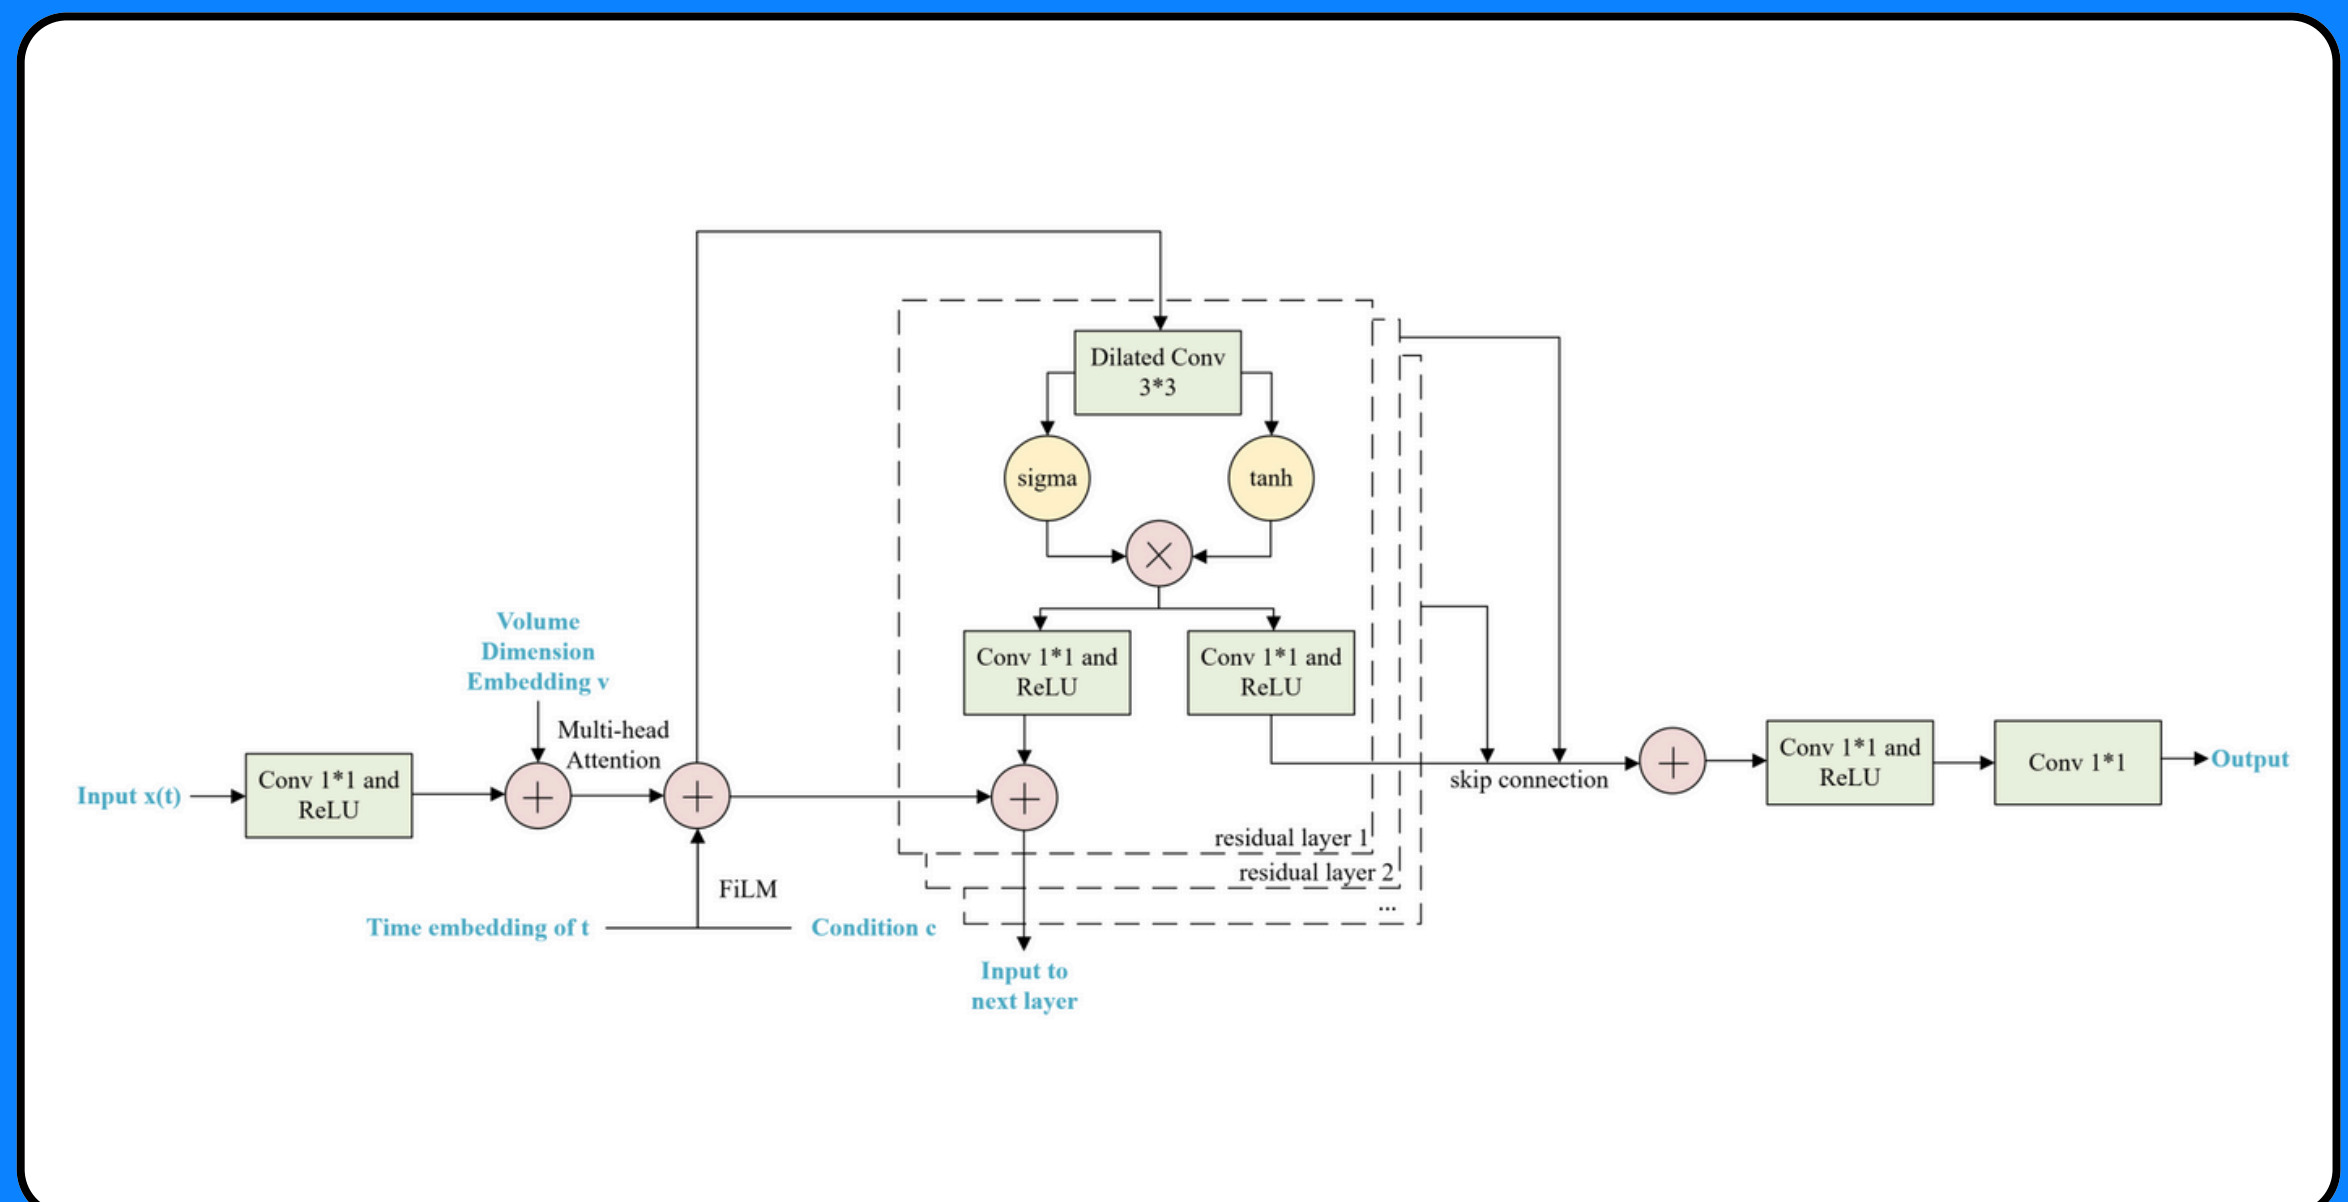 Dilated Conv
3*3
sigma
tanh
Volume
Dimension
Embedding v
Multi-head
Attention
Conv 1*1 and
ReLU
Conv 1*1 and
ReLU
Input x(t)
Conv 1*1 and
ReLU
skip connection
Conv 1*1 and
ReLU
Conv 1*1
Output
residual layer 1
residual layer 2
...
FiLM
Time embedding of t
Condition c
Input to
next layer